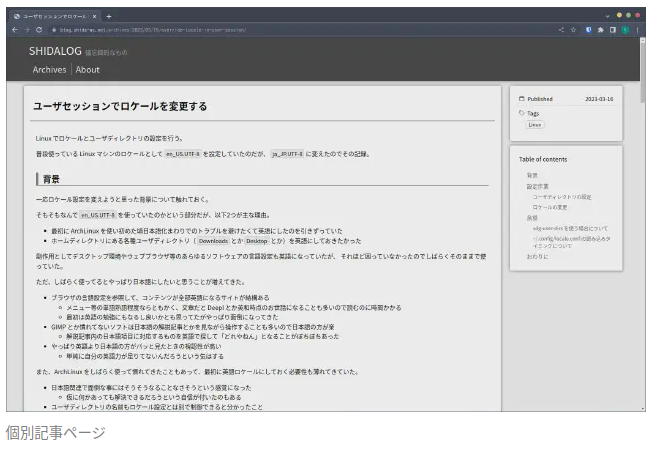 ユーザセッションでロケール
SHIDALOG 備忘録的なもの
Archives About
ユーザセッションでロケールを変更する
Linux でロケールとユーザディレクトリの設定を行う。
普段使っている Linux マシンのロケールとして en_US.UTF-8 を設定していたのだが、 ja_JP.UTF-8 に変えたのでその記録。
背景
一応ロケール設定を変えようと思った背景について触れておく。
そもそもなんで en_US.UTF-8 を使っていたのかという部分だが、以下2つが主な理由。
最初に ArchLinux を使い初めた頃日本語化まわりでのトラブルを避けたくて英語にしたのを引きずっていた
ホームディレクトリにある各種ユーザディレクトリ（ Downloads とか Desktop とか）を英語にしておきたかった
副作用としてデスクトップ環境やウェブブラウザ等のあらゆるソフトウェアの言語設定も英語になっていたが、それほど困っていなかったのでしばらくそのままで使
っていた。
ただ、しばらく使ってるとやっぱり日本語にしたいと思うことが増えてきた。
ブラウザの言語設定を参照して、コンテンツが全部英語になるサイトが結構ある
メニュー等の単語熟語程度ならともかく、文章だと Deepl とか英和時点のお世話になることも多いので読むのに時間かかる
最初は英語の勉強にもなるし良いかとも思ってたがやっぱり面倒になってきた
GIMP とか慣れてないソフトは日本語の解説記事とかを見ながら操作することも多いので日本語の方が楽
解説記事内の日本語項目に対応するものを英語で探して「どれやねん」となることがぼちぼちあった
やっぱり英語より日本語の方がパッと見たときの視認性が高い
単純に自分の英語力が足りてないんだろうという気はする
また、ArchLinux をしばらく使って慣れてきたこともあって、最初に英語ロケールにしておく必要性も薄れてきていた。
日本語関連で面倒な事にはそうそうなることなさそうという感覚になった
仮に何かがあっても解決できるだろうという自信が付いたのもある
ユーザディレクトリの名前もロケール設定とは別で制御できると分かったこと
Published 2023-03-16
Tags
Linux
Table of contents
背景
設定作業
ユーザディレクトリの設定
ロケールの変更
余談
xdg-user-dirs を使う場合について
~/.config/locale.confの読み込みタ
イミングについて
おわりに
個別記事ページ